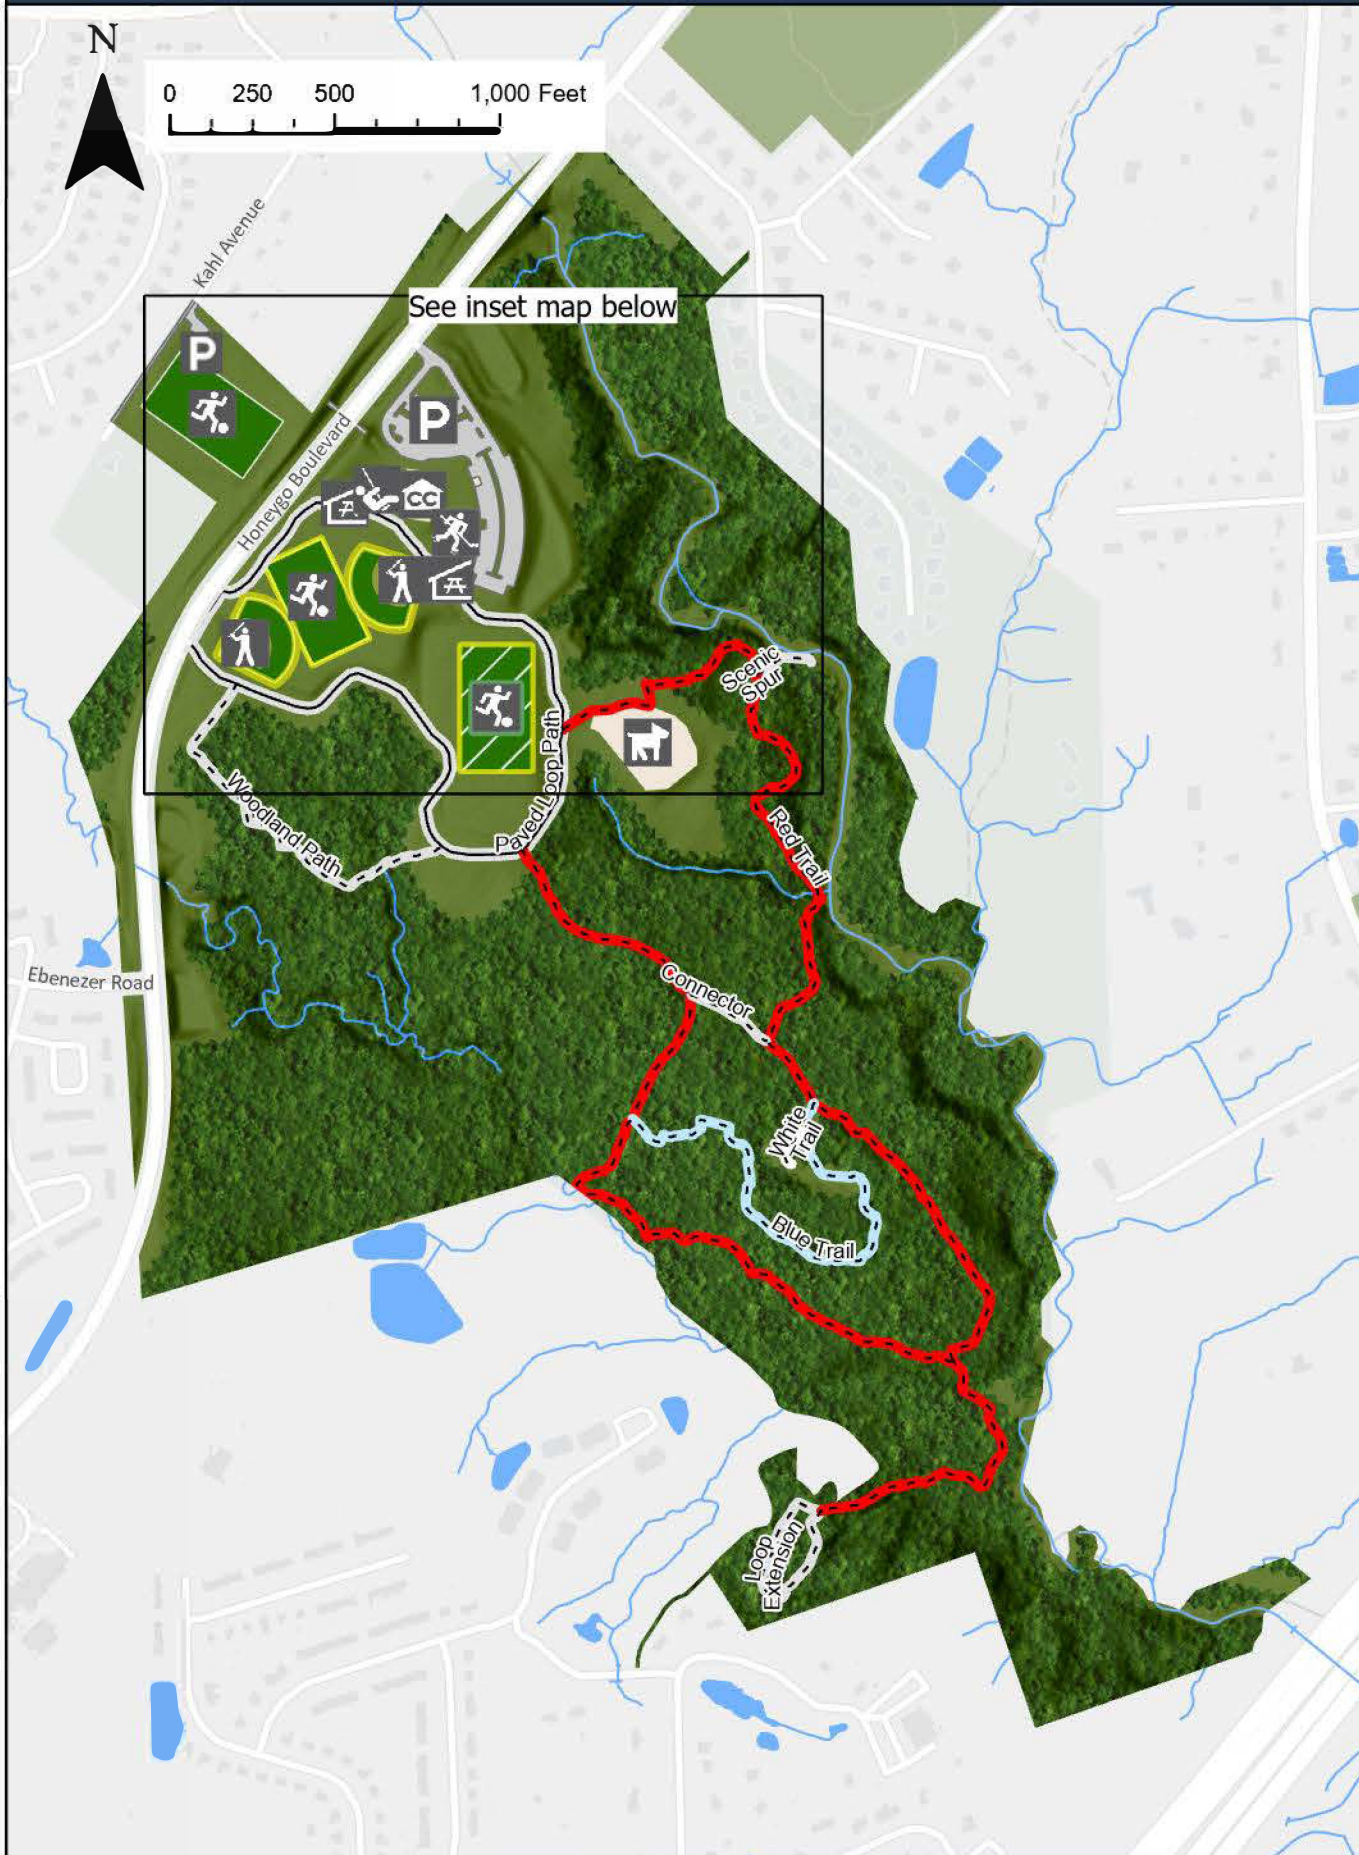 N
0 250 500 1,000 Feet
Kahl Avenue
See inset map below
P
P
Honeygo Boulevard
CC
Scenic
Spur
Paved Loop Path
Woodland Path
Red Trail
Connector
Ebenezer Road
White
Trail
Blue Trail
Loop
Extension